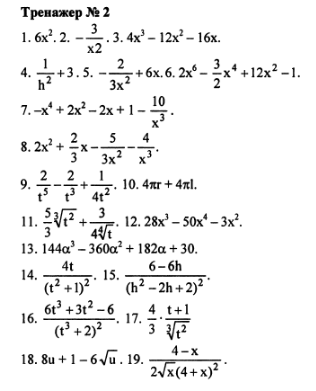 Тренажер № 2
1. 6x². 2. –3/x2. 3. 4x³ – 12x² – 16x.
4. 1/h² + 3. 5. –2/3x² + 6x. 6. 2x⁶ – 3/2 x⁴ + 12x² – 1.
7. –x⁴ + 2x² – 2x + 1 – 10/x³.
8. 2x² + 2/3 x – 5/3x² – 4/x³.
9. 2/t⁵ – 2/t³ + 1/4t². 10. 4πr + 4πl.
11. 5/3 ∛t² + 3/4∜t. 12. 28x³ – 50x⁴ – 3x².
13. 144α³ – 360α² + 182α + 30.
14. 4t/(t² + 1)². 15. 6 – 6h/(h² – 2h + 2)².
16. 6t³ + 3t² – 6/(t³ + 2)². 17. 4/3 · t + 1/∛t²
18. 8u + 1 – 6√u. 19. 4 – x/2√x(4 + x)².